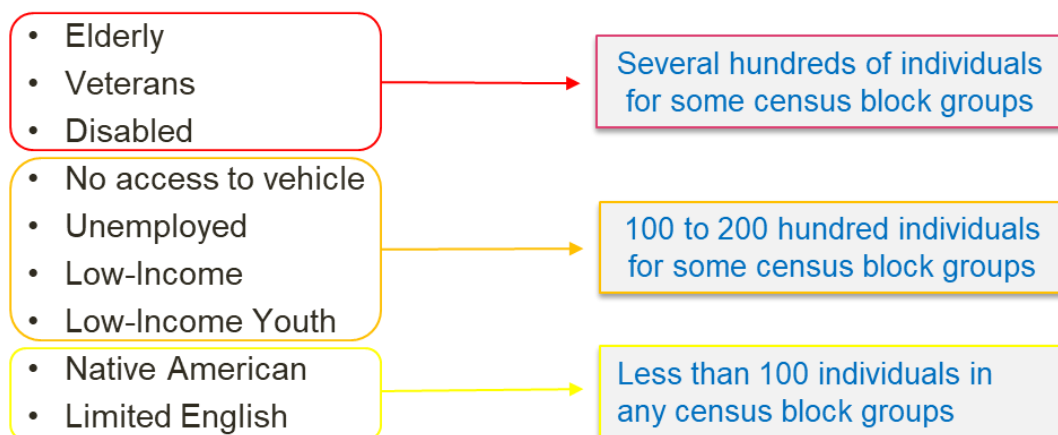 • Elderly
• Veterans
• Disabled
Several hundreds of individuals
for some census block groups
• No access to vehicle
• Unemployed
• Low-Income
• Low-Income Youth
100 to 200 hundred individuals
for some census block groups
• Native American
• Limited English
Less than 100 individuals in
any census block groups